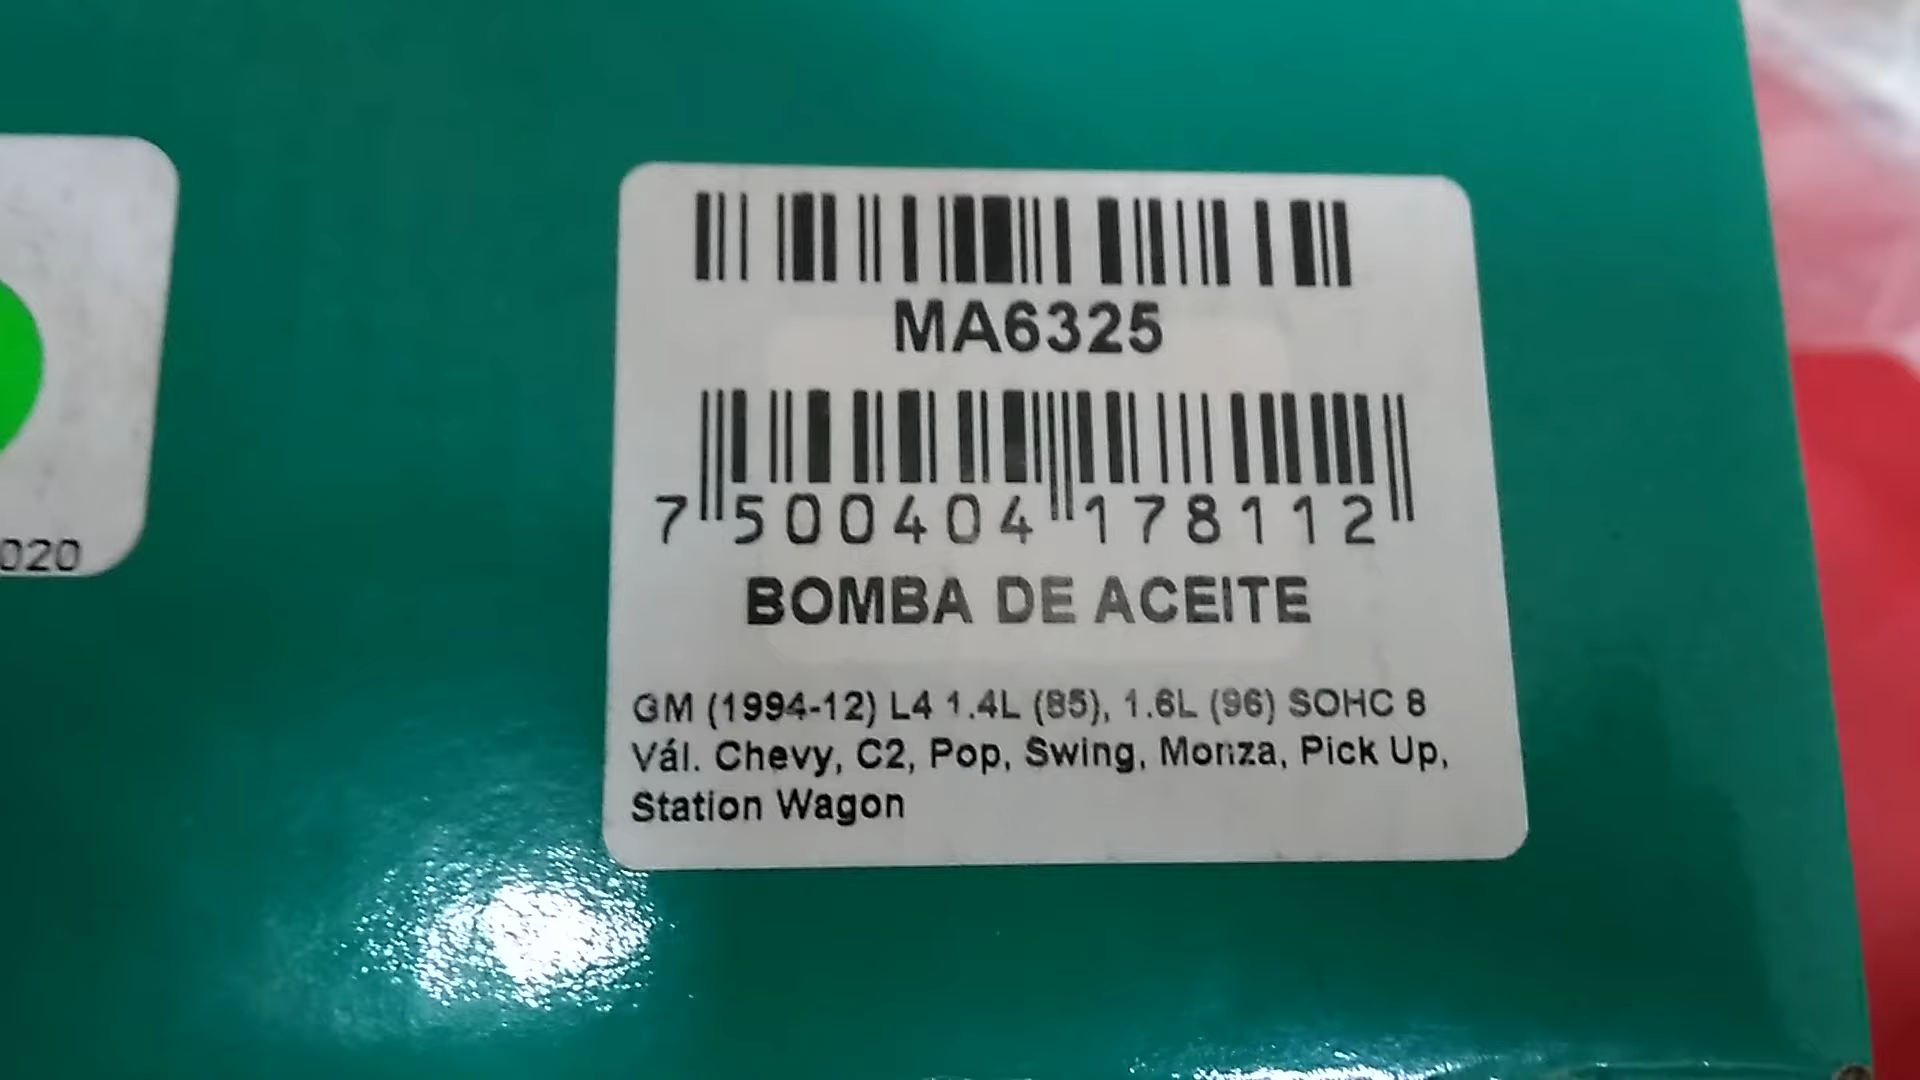 MA6325
7 500404 178112
BOMBA DE ACEITE
GM (1994-12) L4 1.4L (85), 1.6L (96) SOHC 8
Vál. Chevy, C2, Pop, Swing, Monza, Pick Up,
Station Wagon
020